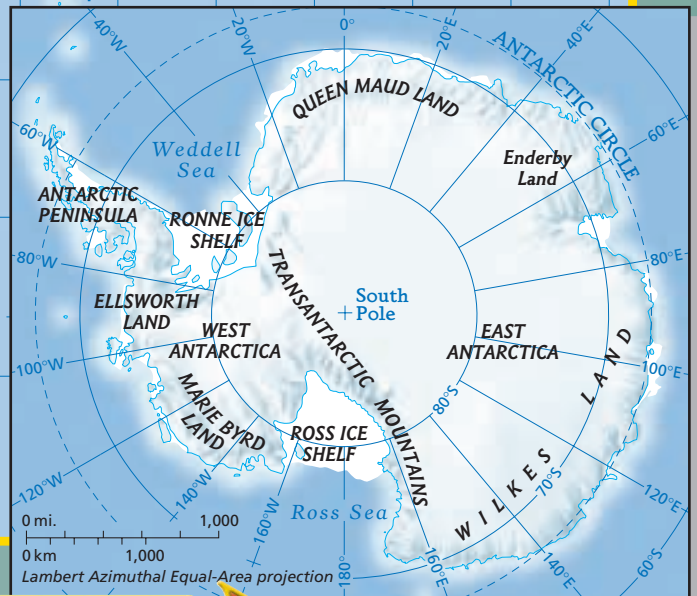 0°
20°W
20°E
40°W
40°E
ANTARCTIC CIRCLE
QUEEN MAUD LAND
60°W
60°E
Weddell
Sea
Enderby
Land
ANTARCTIC
PENINSULA
RONNE ICE
SHELF
80°W
80°E
TRANSANTARCTIC MOUNTAINS
South
Pole
ELLSWORTH
LAND
WEST
ANTARCTICA
EAST
ANTARCTICA
100°W
100°E
WILKES LAND
MARIE BYRD
LAND
80°S
ROSS ICE
SHELF
70°S
120°W
120°E
140°W
160°W
Ross Sea
180°
160°E
140°E
60°S
0 mi. 1,000
0 km 1,000
Lambert Azimuthal Equal-Area projection